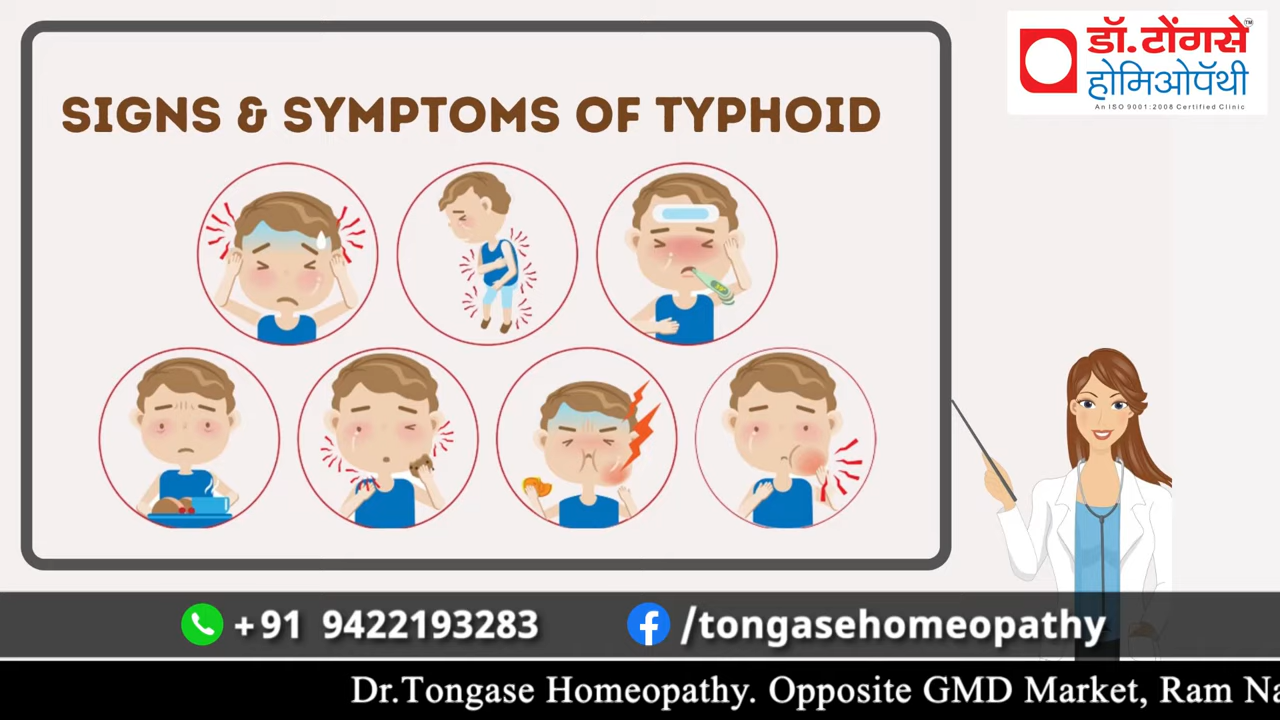 SIGNS & SYMPTOMS OF TYPHOID
डॉ.टोंगसे™
होमिओपॅथी
An ISO 9001:2008 Certified Clinic
+91 9422193283
/tongasehomeopathy
Dr.Tongase Homeopathy. Opposite GMD Market, Ram Na